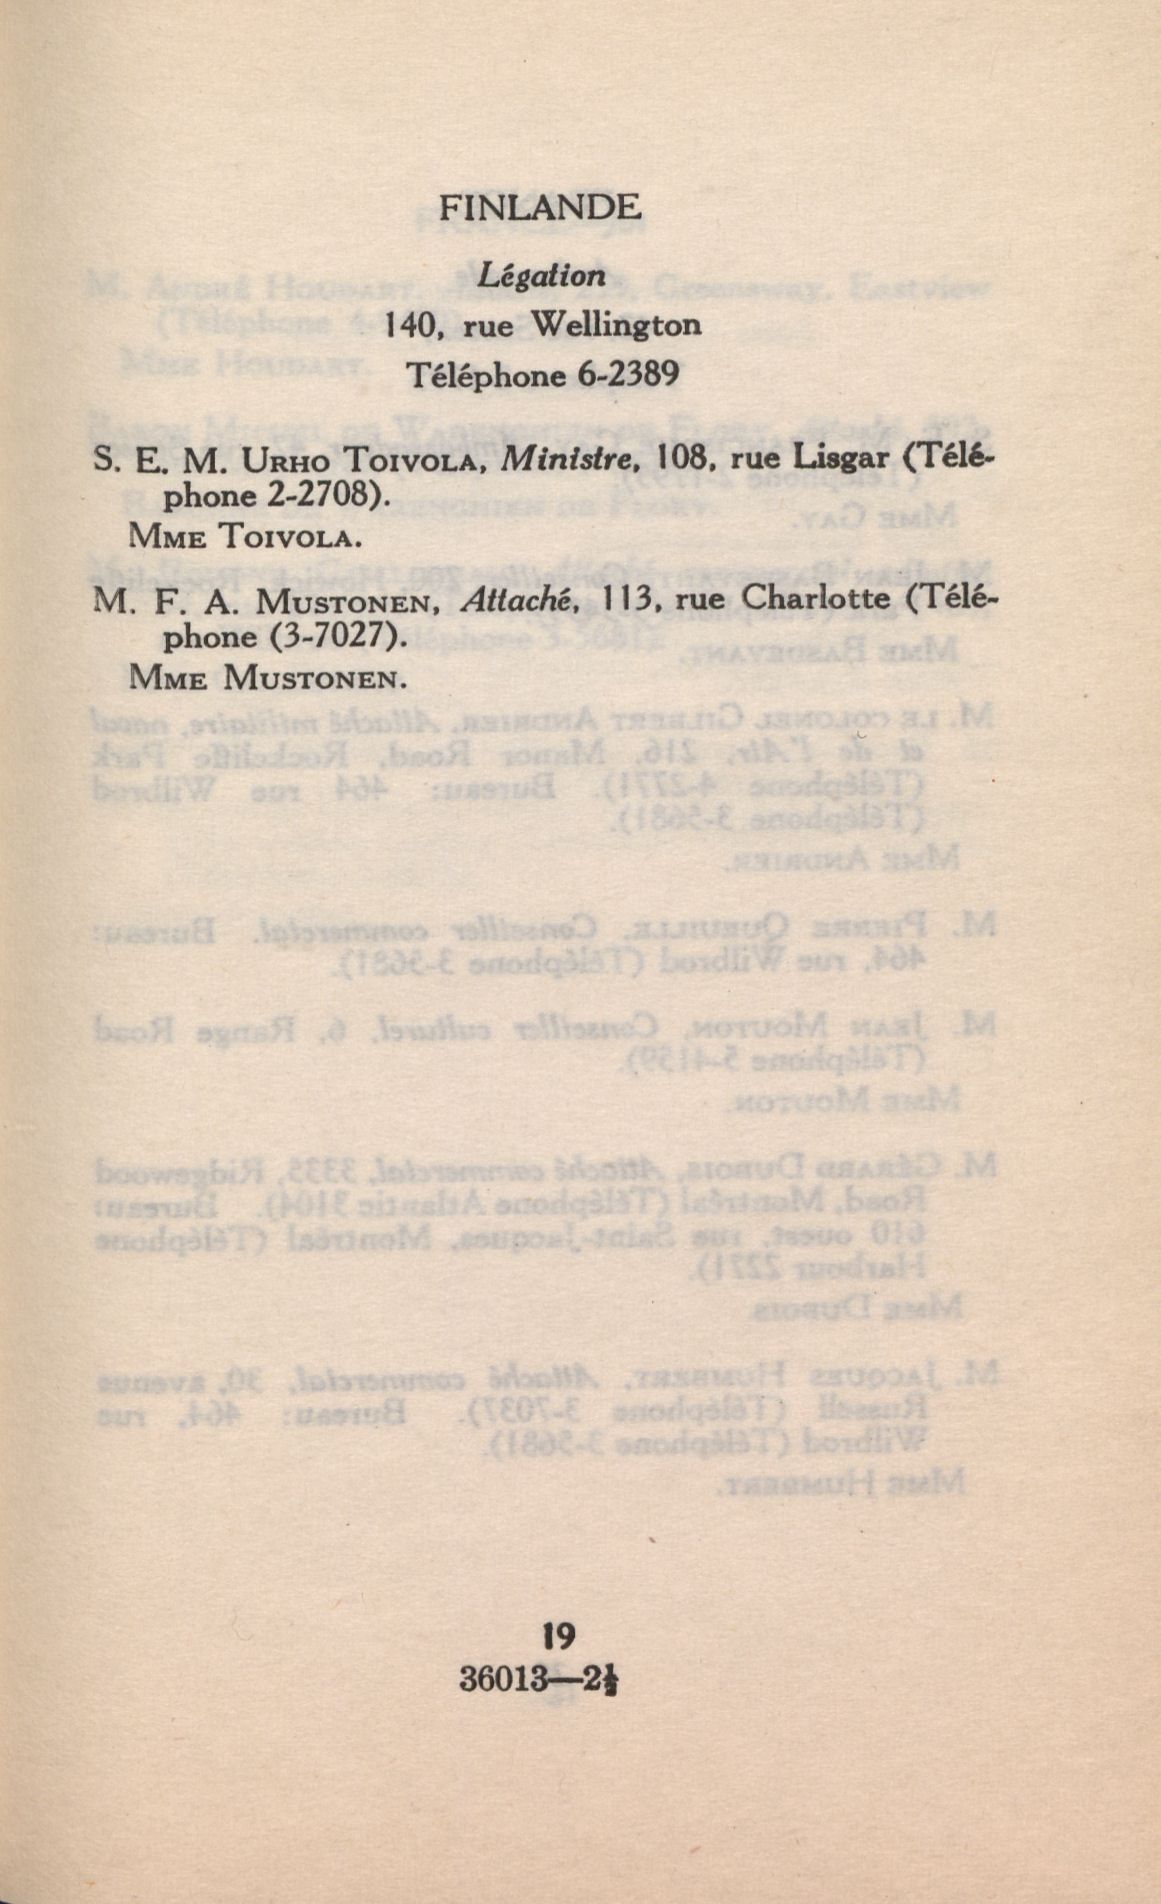 FINLANDE
Légation
140, rue Wellington
Téléphone 6-2389
S. E. M. URHO TOIVOLA, Ministre, 108, rue Lisgar (Télé-
phone 2-2708).
MME TOIVOLA.
M. F. A. MUSTONEN, Attaché, 113, rue Charlotte (Télé-
phone (3-7027).
MME MUSTONEN.
19
36013—2½